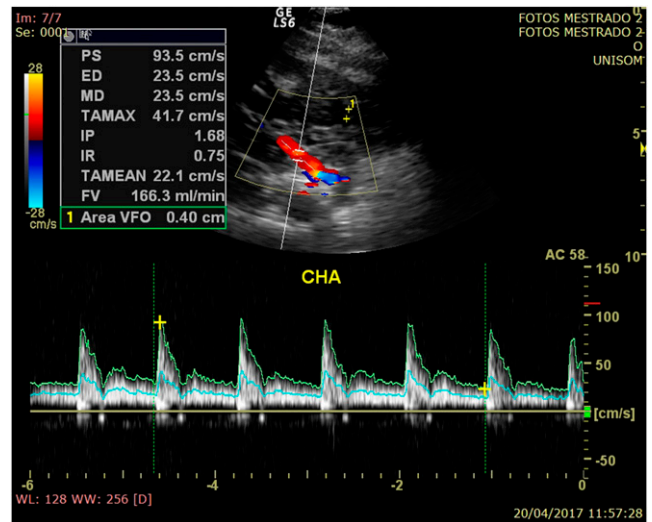 Im: 7/7
Se: 0001
GE
LS6
FOTOS MESTRADO 2
FOTOS MESTRADO 2-
O
UNISOM
PS 93.5 cm/s
ED 23.5 cm/s
MD 23.5 cm/s
TAMAX 41.7 cm/s
IP 1.68
IR 0.75
TAMEAN 22.1 cm/s
FV 166.3 ml/min
1 Area VFO 0.40 cm
28
-28
cm/s
1
0
5
10
AC 58
CHA
150
100
50
[cm/s]
-50
-6 -4 -2 0
WL: 128 WW: 256 [D]
20/04/2017 11:57:28